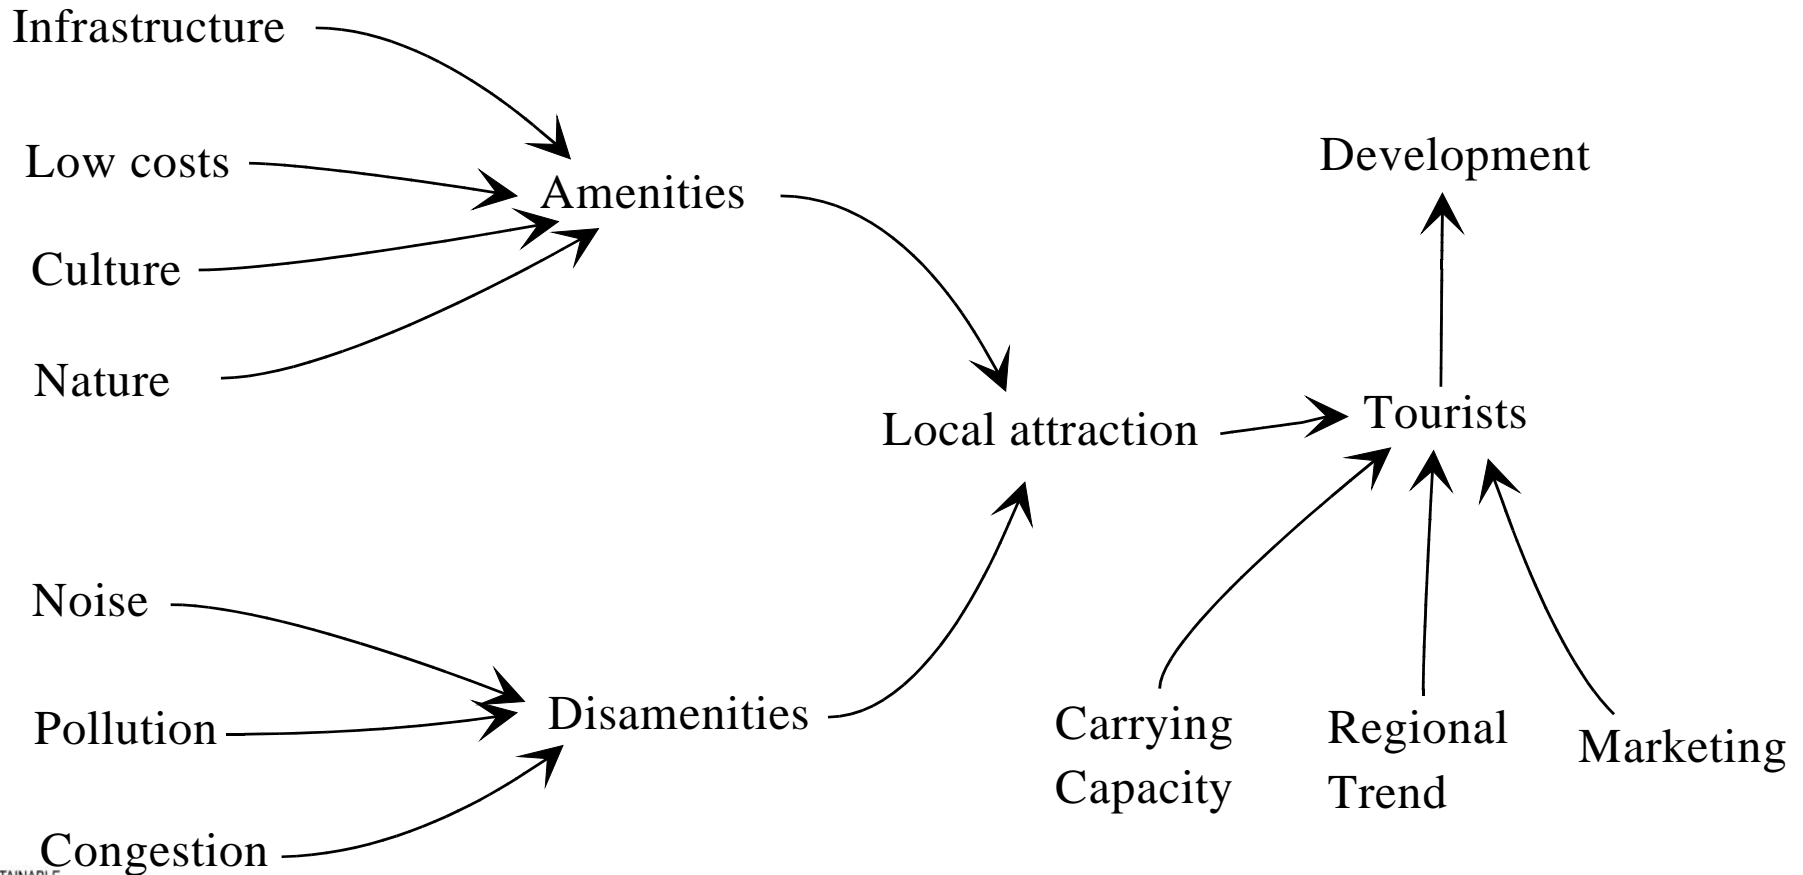 Infrastructure
Low costs
Culture
Nature
Amenities
Noise
Pollution
Congestion
Disamenities
Local attraction
Development
Tourists
Carrying
Capacity
Regional
Trend
Marketing